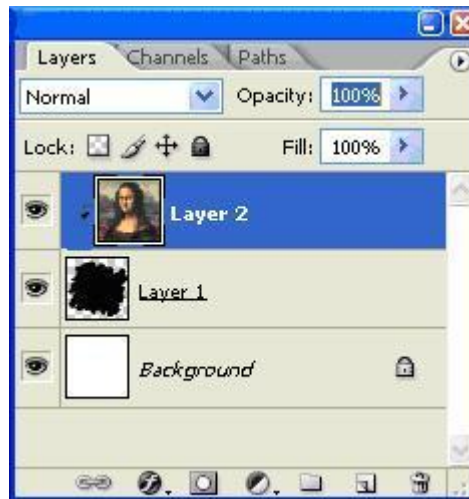 Layers Channels Paths
Normal Opacity: 100%
Lock: Fill: 100%
Layer 2
Layer 1
Background